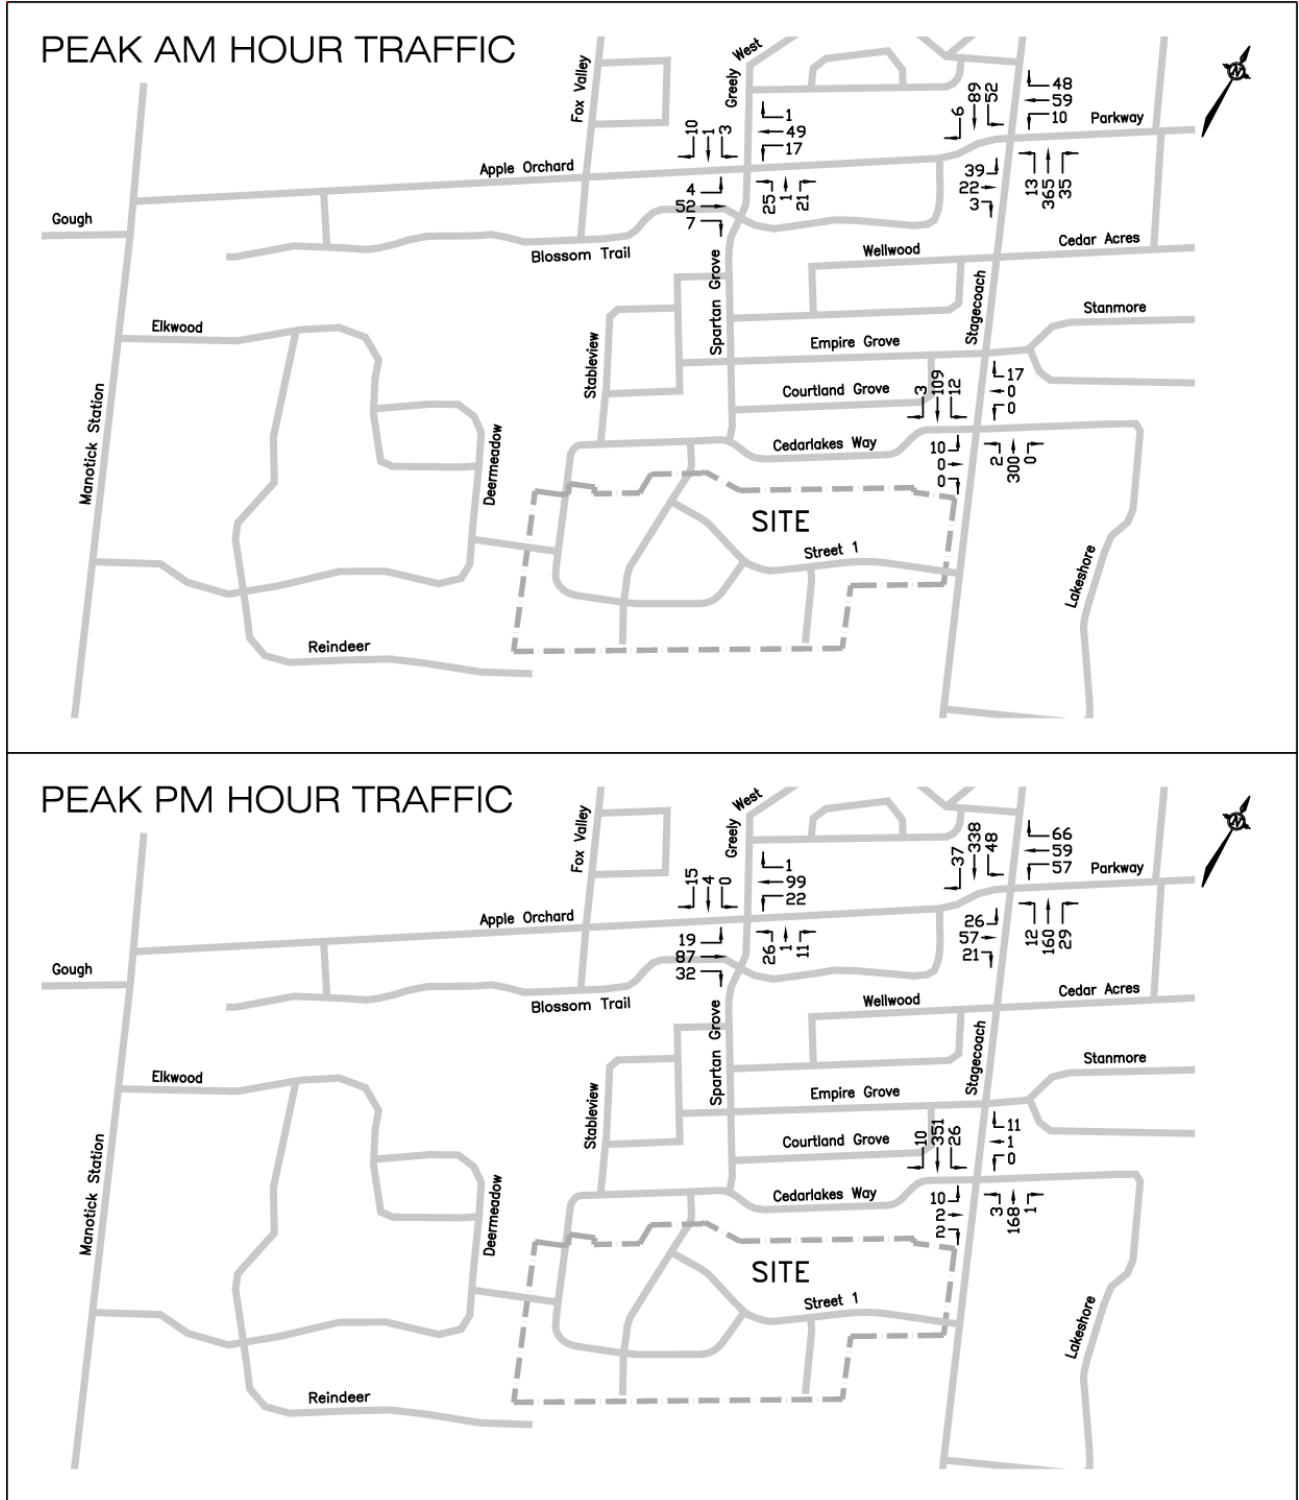 PEAK AM HOUR TRAFFIC
Fox Valley
Greely West
N
48
59
10
Parkway
6
89
52
10
1
3
1
49
17
Apple Orchard
39
22
3
13
365
35
4
52
7
25
1
21
Gough
Blossom Trail
Wellwood
Cedar Acres
Spartan Grove
Stagecoach
Stanmore
Elkwood
Stableview
Empire Grove
Manotick Station
Courtland Grove
3
109
12
17
0
0
Deermeadow
Cedarlakes Way
10
0
0
2
300
0
SITE
Street 1
Lakeshore
Reindeer
PEAK PM HOUR TRAFFIC
Fox Valley
Greely West
N
66
59
57
Parkway
37
338
48
15
4
0
1
99
22
Apple Orchard
26
57
21
12
160
29
19
87
32
26
1
11
Gough
Blossom Trail
Wellwood
Cedar Acres
Spartan Grove
Stagecoach
Stanmore
Elkwood
Stableview
Empire Grove
Manotick Station
Courtland Grove
10
351
26
11
1
0
Deermeadow
Cedarlakes Way
10
2
2
3
168
1
SITE
Street 1
Lakeshore
Reindeer